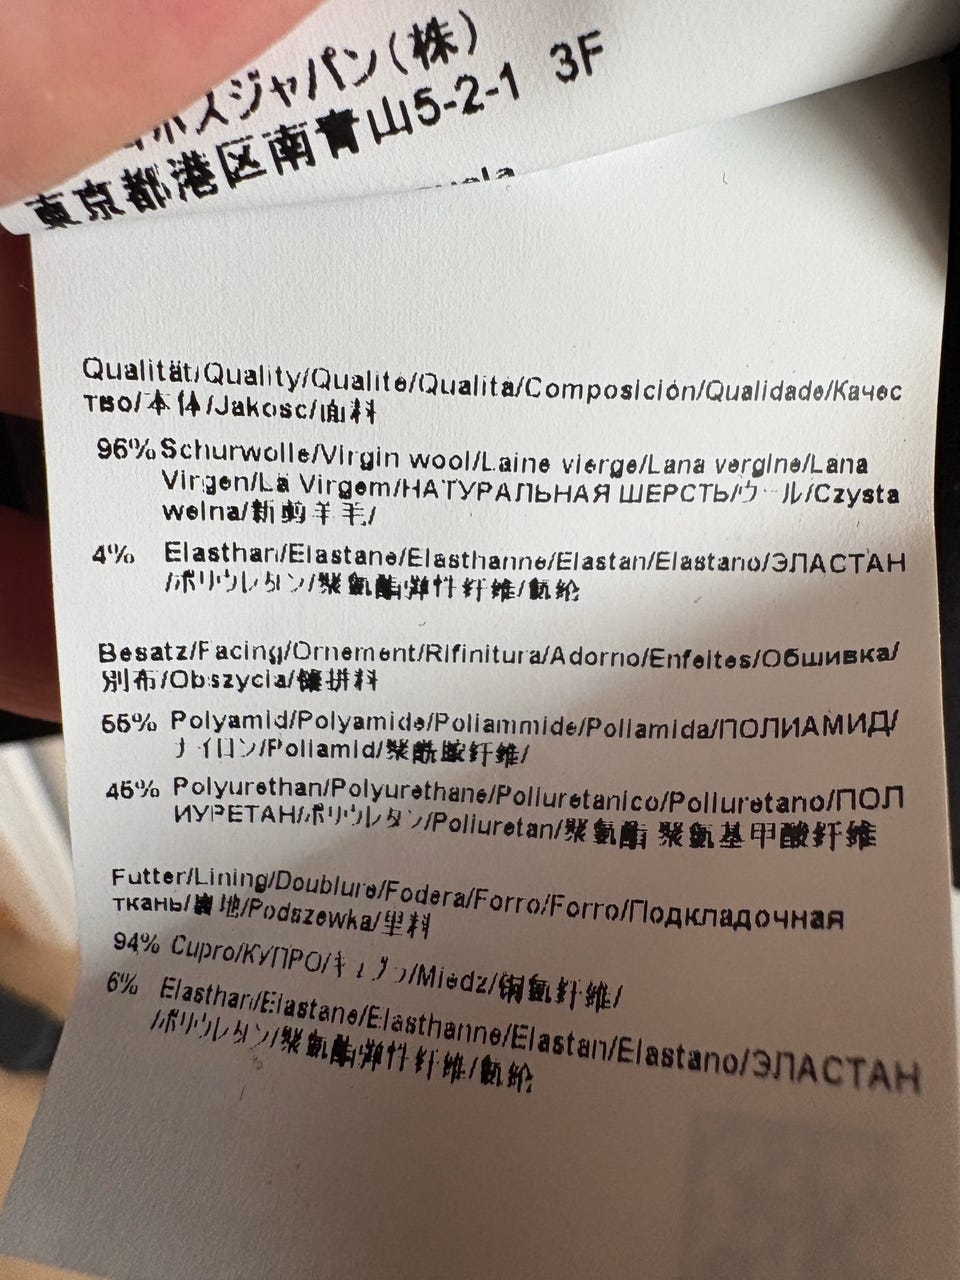 スジャパン(株)
東京都港区南青山5-2-1 3F
Qualität/Quality/Qualité/Qualità/Composición/Qualidade/Качес
тво/本体/Jakosc/面料
96% Schurwolle/Virgin wool/Laine vierge/Lana vergine/Lana
Virgen/Lã Virgem/НАТУРАЛЬНАЯ ШЕРСТЬ/ウール/Czysta
welna/新剪羊毛/
4% Elasthan/Elastane/Elasthanne/Elastan/Elastano/ЭЛАСТАН
/ポリウレタン/聚氨酯弹性纤维/氨纶
Besatz/Facing/Ornement/Rifinitura/Adorno/Enfeites/Обшивка/
別布/Obszycia/镶拼料
55% Polyamid/Polyamide/Poliammide/Poliamida/ПОЛИАМИД/
ナイロン/Poliamid/聚酰胺纤维/
45% Polyurethan/Polyurethane/Poliuretanico/Poliuretano/ПОЛ
ИУРЕТАН/ポリウレタン/Poliuretan/聚氨酯 聚氨基甲酸纤维
Futter/Lining/Doublure/Fodera/Forro/Forro/Подкладочная
ткань/裏地/Podszewka/里料
94% Cupro/КУПРО/キュプラ/Miedz/铜氨纤维/
6% Elasthan/Elastane/Elasthanne/Elastan/Elastano/ЭЛАСТАН
/ポリウレタン/聚氨酯弹性纤维/氨纶